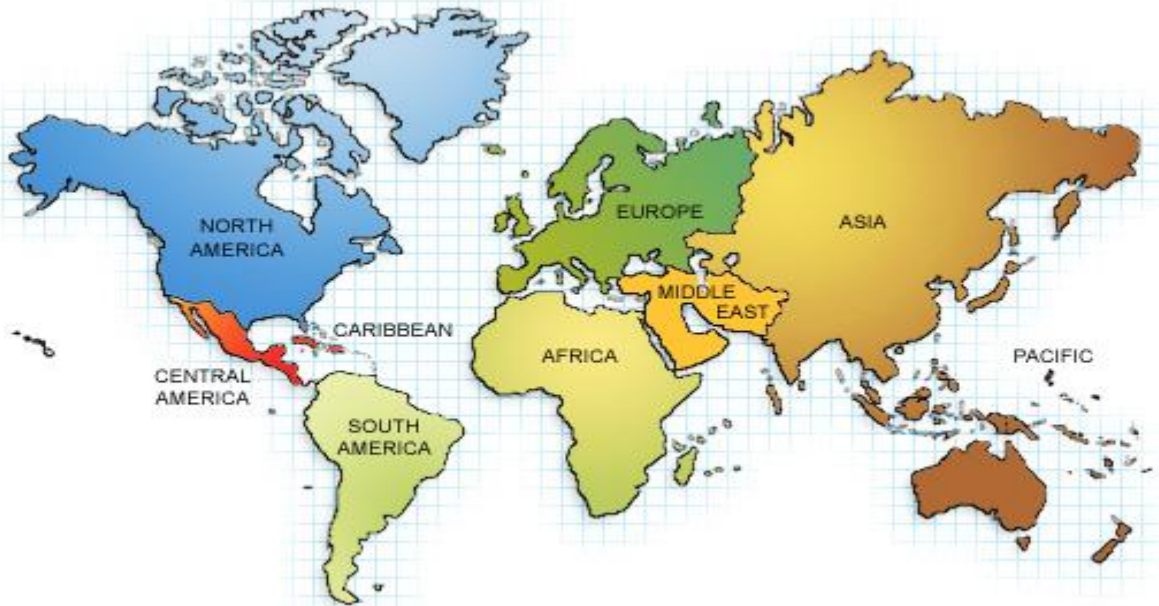 NORTH
AMERICA
EUROPE
ASIA
MIDDLE
EAST
CARIBBEAN
AFRICA
PACIFIC
CENTRAL
AMERICA
SOUTH
AMERICA